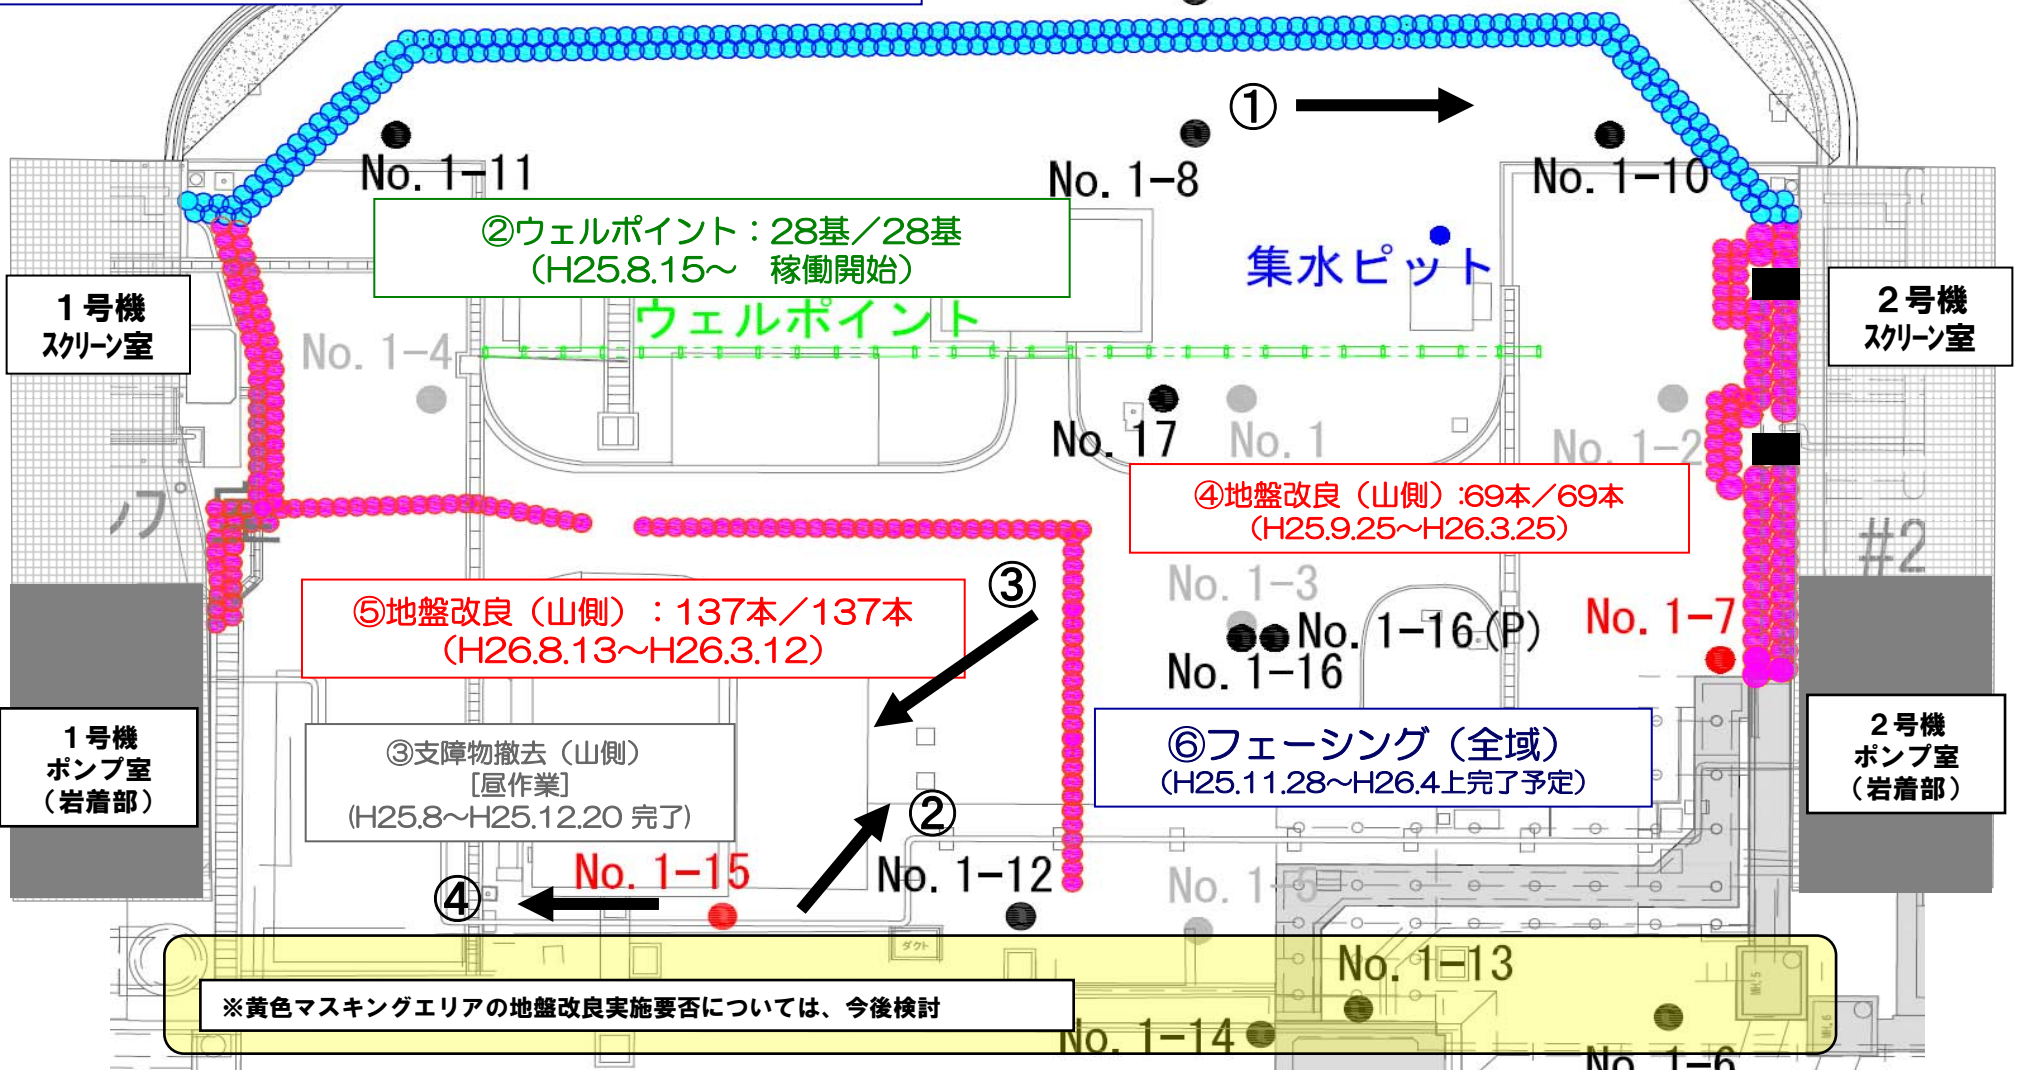 ①
No. 1-11
No. 1-8
No. 1-10
②ウェルポイント：28基／28基
（H25.8.15～　稼働開始）
集水ピット
1号機
スクリーン室
2号機
スクリーン室
ウェルポイント
No. 1-4
No. 17
No. 1
No. 1-2
④地盤改良（山側）:69本／69本
（H25.9.25～H26.3.25）
#2
No. 1-3
③
⑤地盤改良（山側）：137本／137本
（H26.8.13～H26.3.12）
No. 1-16(P)
No. 1-7
No. 1-16
1号機
ポンプ室
（岩着部）
③支障物撤去（山側）
［昼作業］
(H25.8～H25.12.20 完了)
⑥フェーシング（全域）
（H25.11.28～H26.4上完了予定）
2号機
ポンプ室
（岩着部）
②
No. 1-15
No. 1-12
No. 1-5
④
ダクト
No. 1-13
※黄色マスキングエリアの地盤改良実施要否については、今後検討
No. 1-14
No. 1-6